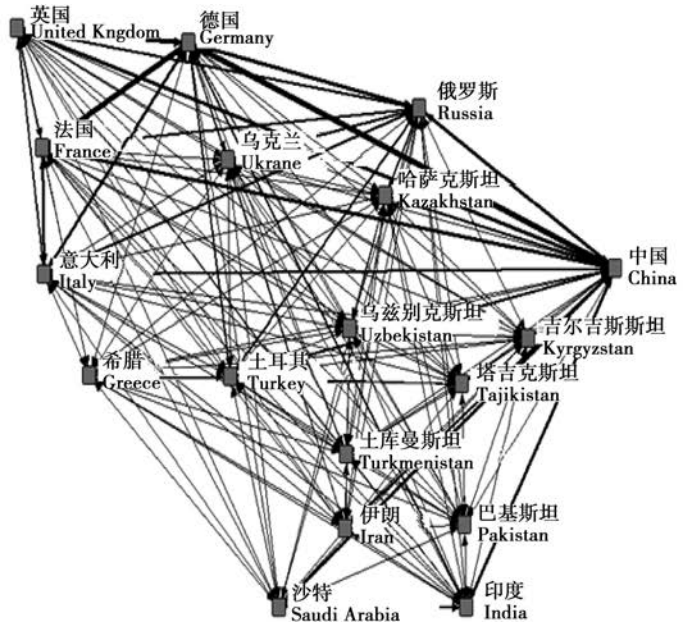 英国
United Kngdom
德国
Germany
俄罗斯
Russia
法国
France
乌克兰
Ukrane
哈萨克斯坦
Kazakhstan
中国
China
意大利
Italy
乌兹别克斯坦
Uzbekistan
吉尔吉斯斯坦
Kyrgyzstan
希腊
Greece
土耳其
Turkey
塔吉克斯坦
Tajikistan
土库曼斯坦
Turkmenistan
伊朗
Iran
巴基斯坦
Pakistan
沙特
Saudi Arabia
印度
India